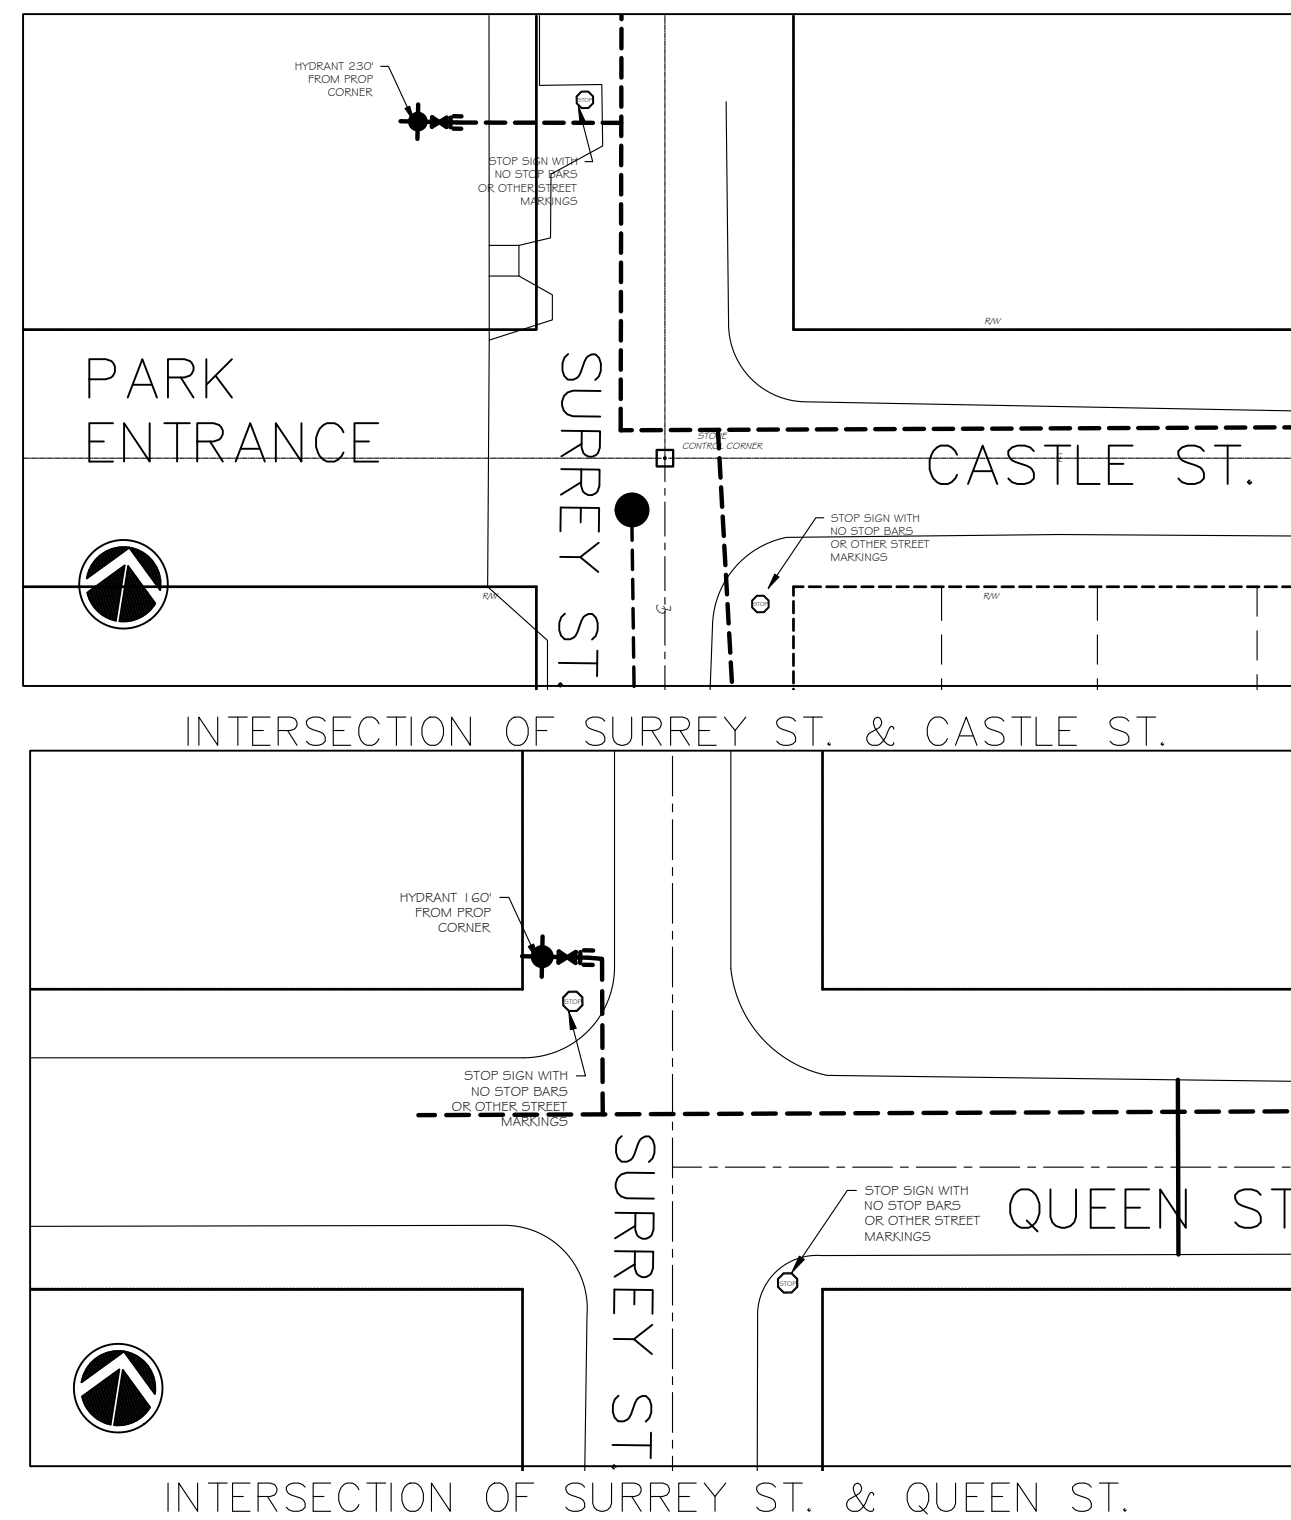 HYDRANT 230'
FROM PROP
CORNER
STOP
STOP SIGN WITH
NO STOP BARS
OR OTHER STREET
MARKINGS
R/W
PARK
ENTRANCE
SURREY ST.
STONE
CONTROL CORNER
CASTLE ST.
STOP SIGN WITH
NO STOP BARS
OR OTHER STREET
MARKINGS
STOP
R/W
R/W
INTERSECTION OF SURREY ST. & CASTLE ST.
HYDRANT 160'
FROM PROP
CORNER
STOP
STOP SIGN WITH
NO STOP BARS
OR OTHER STREET
MARKINGS
SURREY ST.
STOP SIGN WITH
NO STOP BARS
OR OTHER STREET
MARKINGS
QUEEN ST
STOP
INTERSECTION OF SURREY ST. & QUEEN ST.